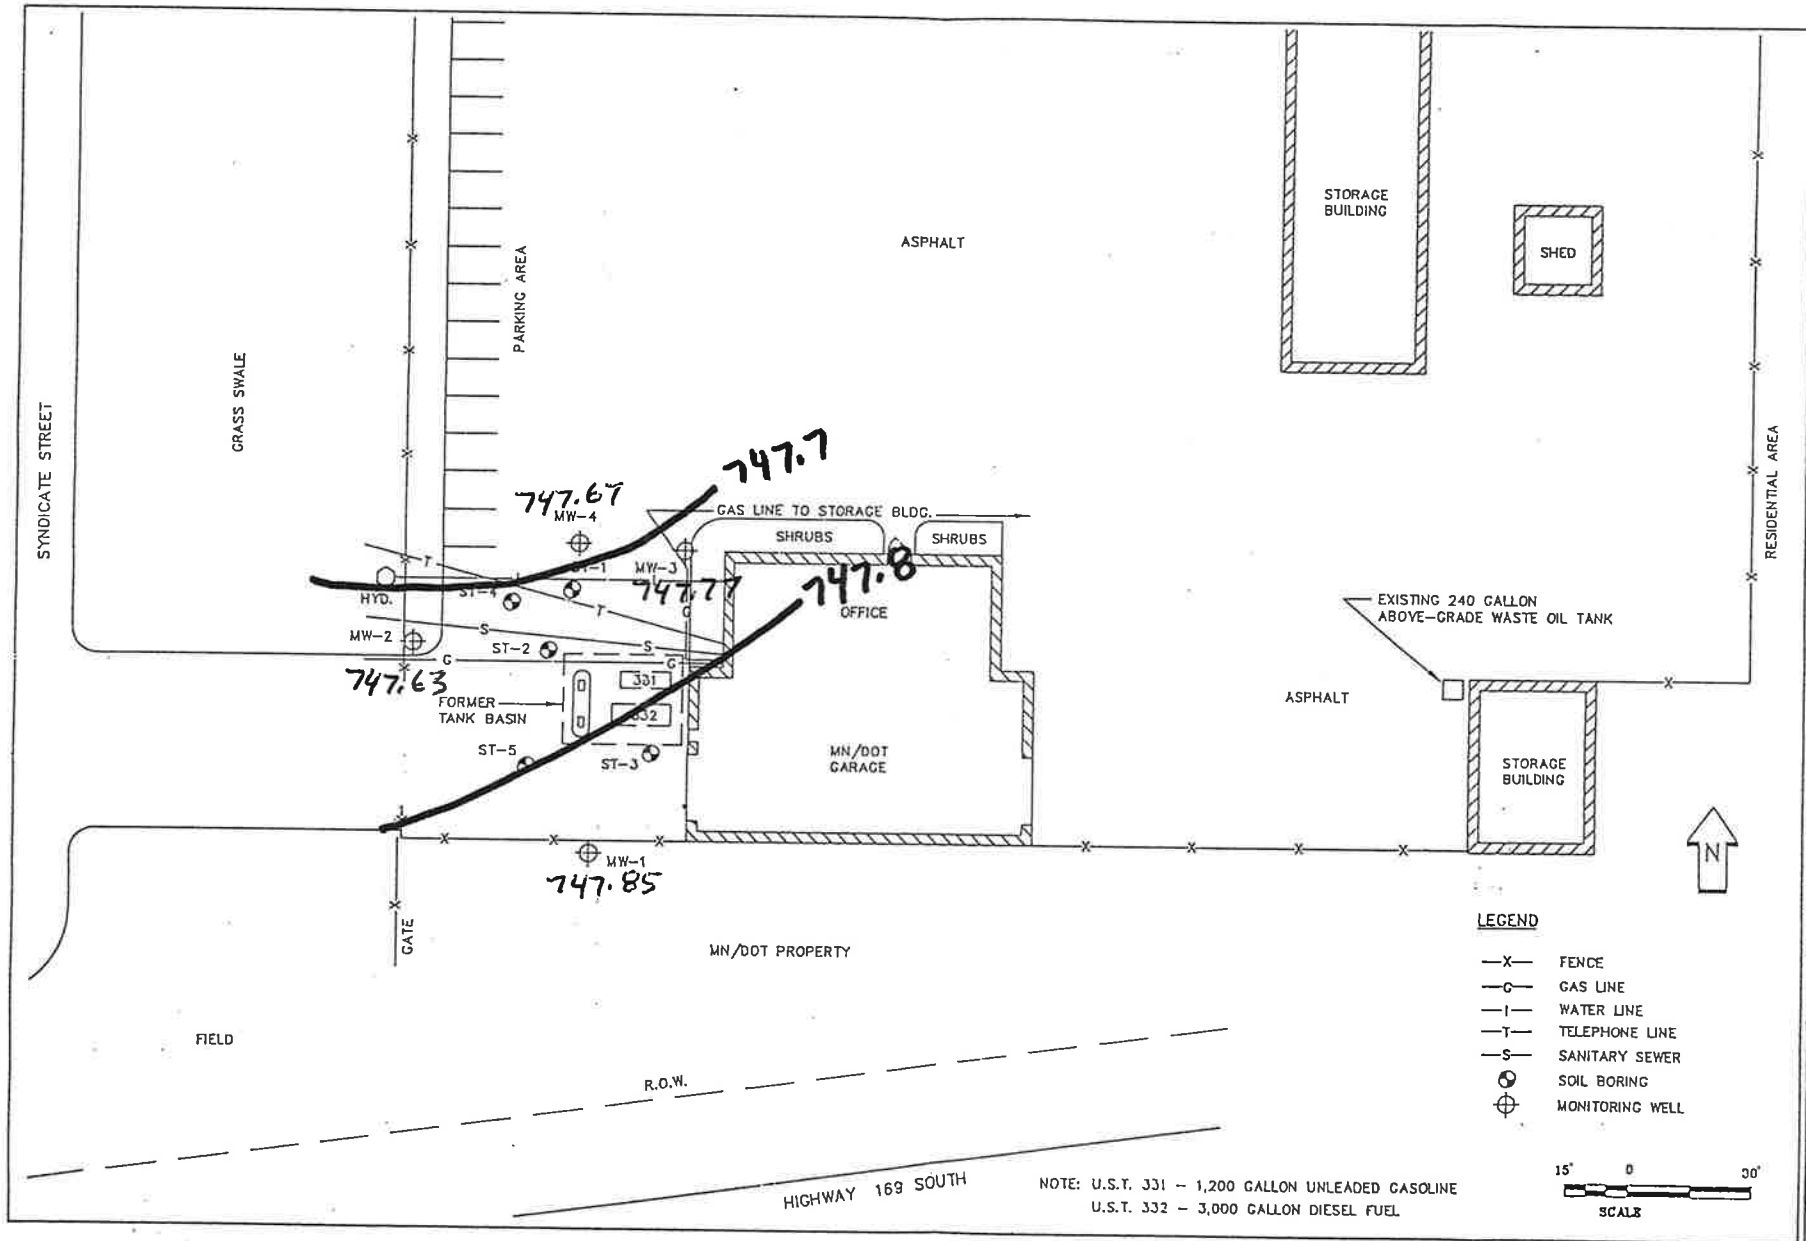 SYNDICATE STREET
GRASS SWALE
PARKING AREA
ASPHALT
STORAGE
BUILDING
SHED
RESIDENTIAL AREA
747.7
747.67
MW-4
GAS LINE TO STORAGE BLDG.
SHRUBS
SHRUBS
T
ST-1
MW-3
747.77
747.8
HYD.
ST-4
T
G
OFFICE
EXISTING 240 GALLON
ABOVE-GRADE WASTE OIL TANK
MW-2
S
ST-2
S
G
G
747.63
331
FORMER
TANK BASIN
332
ASPHALT
ST-5
ST-3
MN/DOT
GARAGE
STORAGE
BUILDING
MW-1
747.85
N
GATE
MN/DOT PROPERTY
LEGEND
X FENCE
G GAS LINE
I WATER LINE
T TELEPHONE LINE
S SANITARY SEWER
SOIL BORING
MONITORING WELL
FIELD
R.O.W.
HIGHWAY 169 SOUTH
NOTE: U.S.T. 331 - 1,200 GALLON UNLEADED GASOLINE
U.S.T. 332 - 3,000 GALLON DIESEL FUEL
15' 0 30'
SCALE